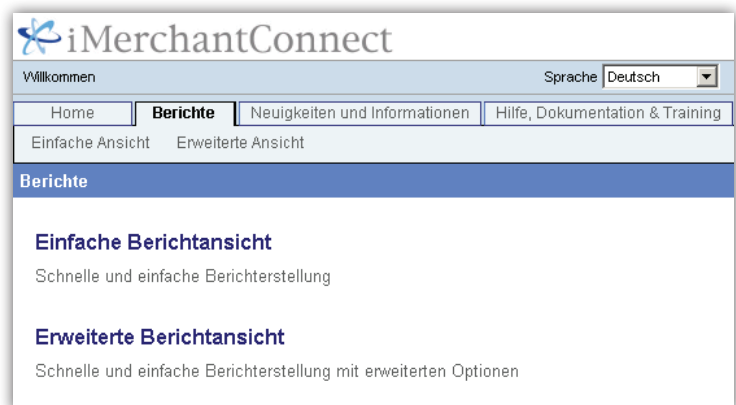 iMerchantConnect
Willkommen Sprache Deutsch
Home Berichte Neuigkeiten und Informationen Hilfe, Dokumentation & Training
Einfache Ansicht Erweiterte Ansicht
Berichte
Einfache Berichtansicht
Schnelle und einfache Berichterstellung
Erweiterte Berichtansicht
Schnelle und einfache Berichterstellung mit erweiterten Optionen